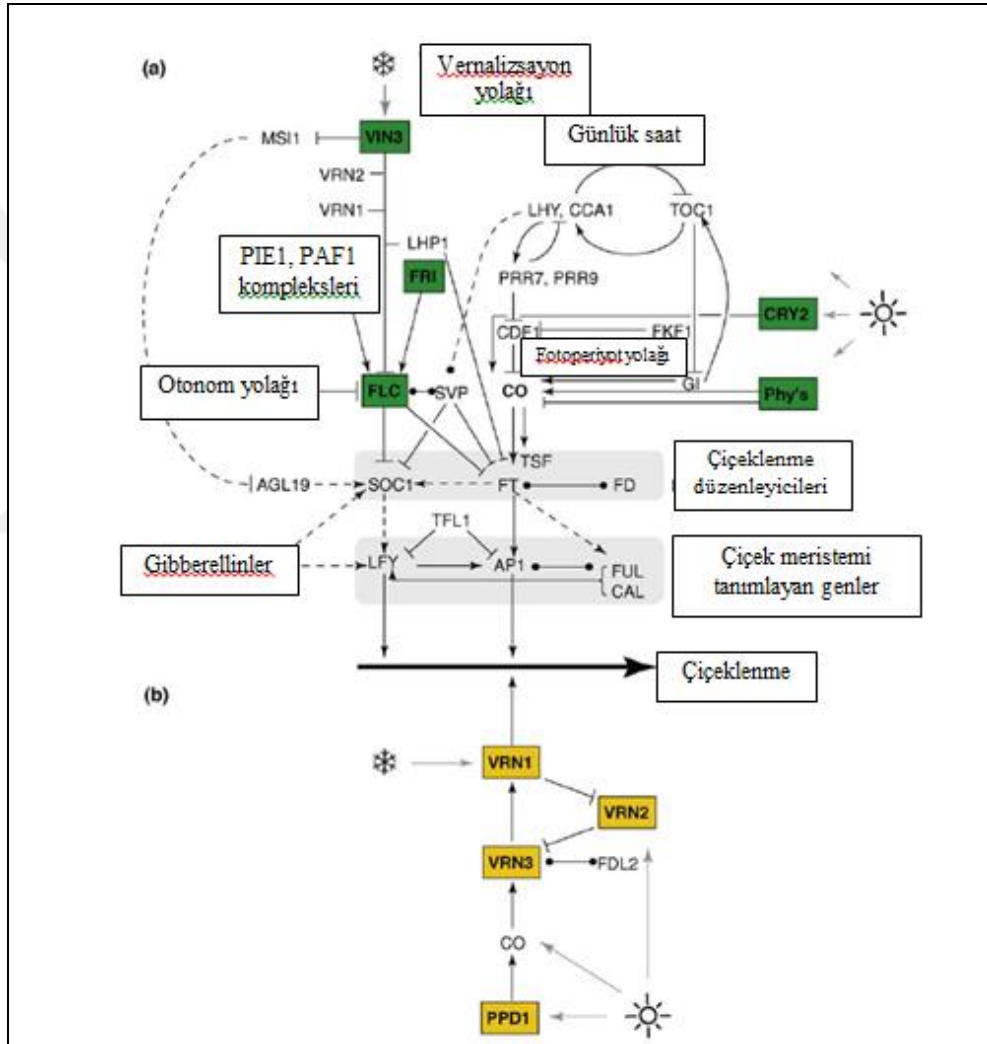 (a)
Vernalizsayon
yolağı
Günlük saat
MSI1
VIN3
VRN2
VRN1
LHY, CCA1
TOC1
LHP1
PIE1, PAF1
kompleksleri
FRI
PRR7, PRR9
CRY2
CDF1
FKF1
Fotoperiyot yolağı
Otonom yolağı
FLC
SVP
CO
GI
Phy's
TSF
Çiçeklenme
düzenleyicileri
AGL19
SOC1
FT
FD
TFL1
Gibberellinler
LFY
AP1
FUL
CAL
Çiçek meristemi
tanımlayan genler
Çiçeklenme
(b)
VRN1
VRN2
VRN3
FDL2
CO
PPD1